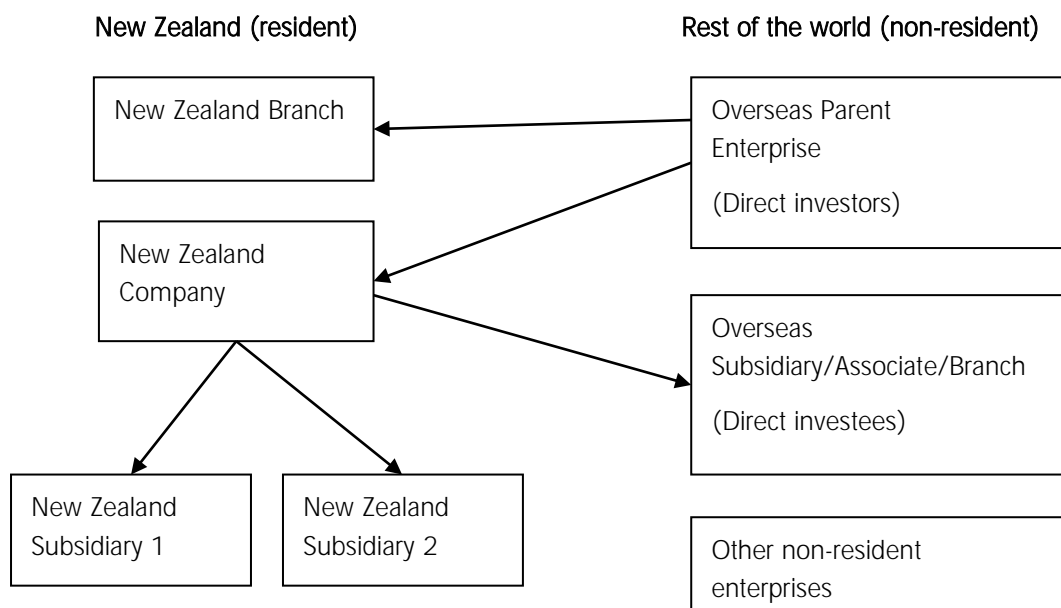 New Zealand (resident)
Rest of the world (non-resident)
New Zealand Branch
Overseas Parent
Enterprise
(Direct investors)
New Zealand
Company
Overseas
Subsidiary/Associate/Branch
(Direct investees)
New Zealand
Subsidiary 1
New Zealand
Subsidiary 2
Other non-resident
enterprises